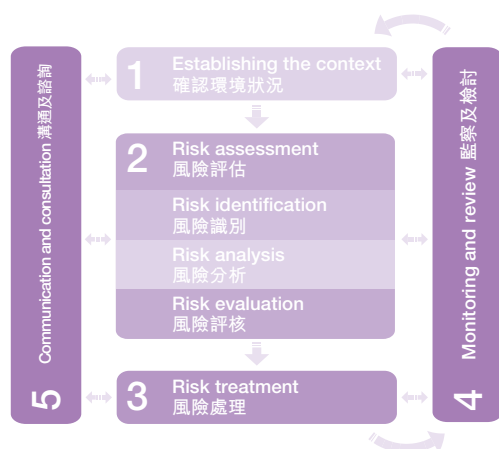 1
Establishing the context
確認環境狀況
2
Risk assessment
風險評估
Risk identification
風險識別
Risk analysis
風險分析
Risk evaluation
風險評核
3
Risk treatment
風險處理
4 Monitoring and review 監察及檢討
5 Communication and consultation 溝通及諮詢